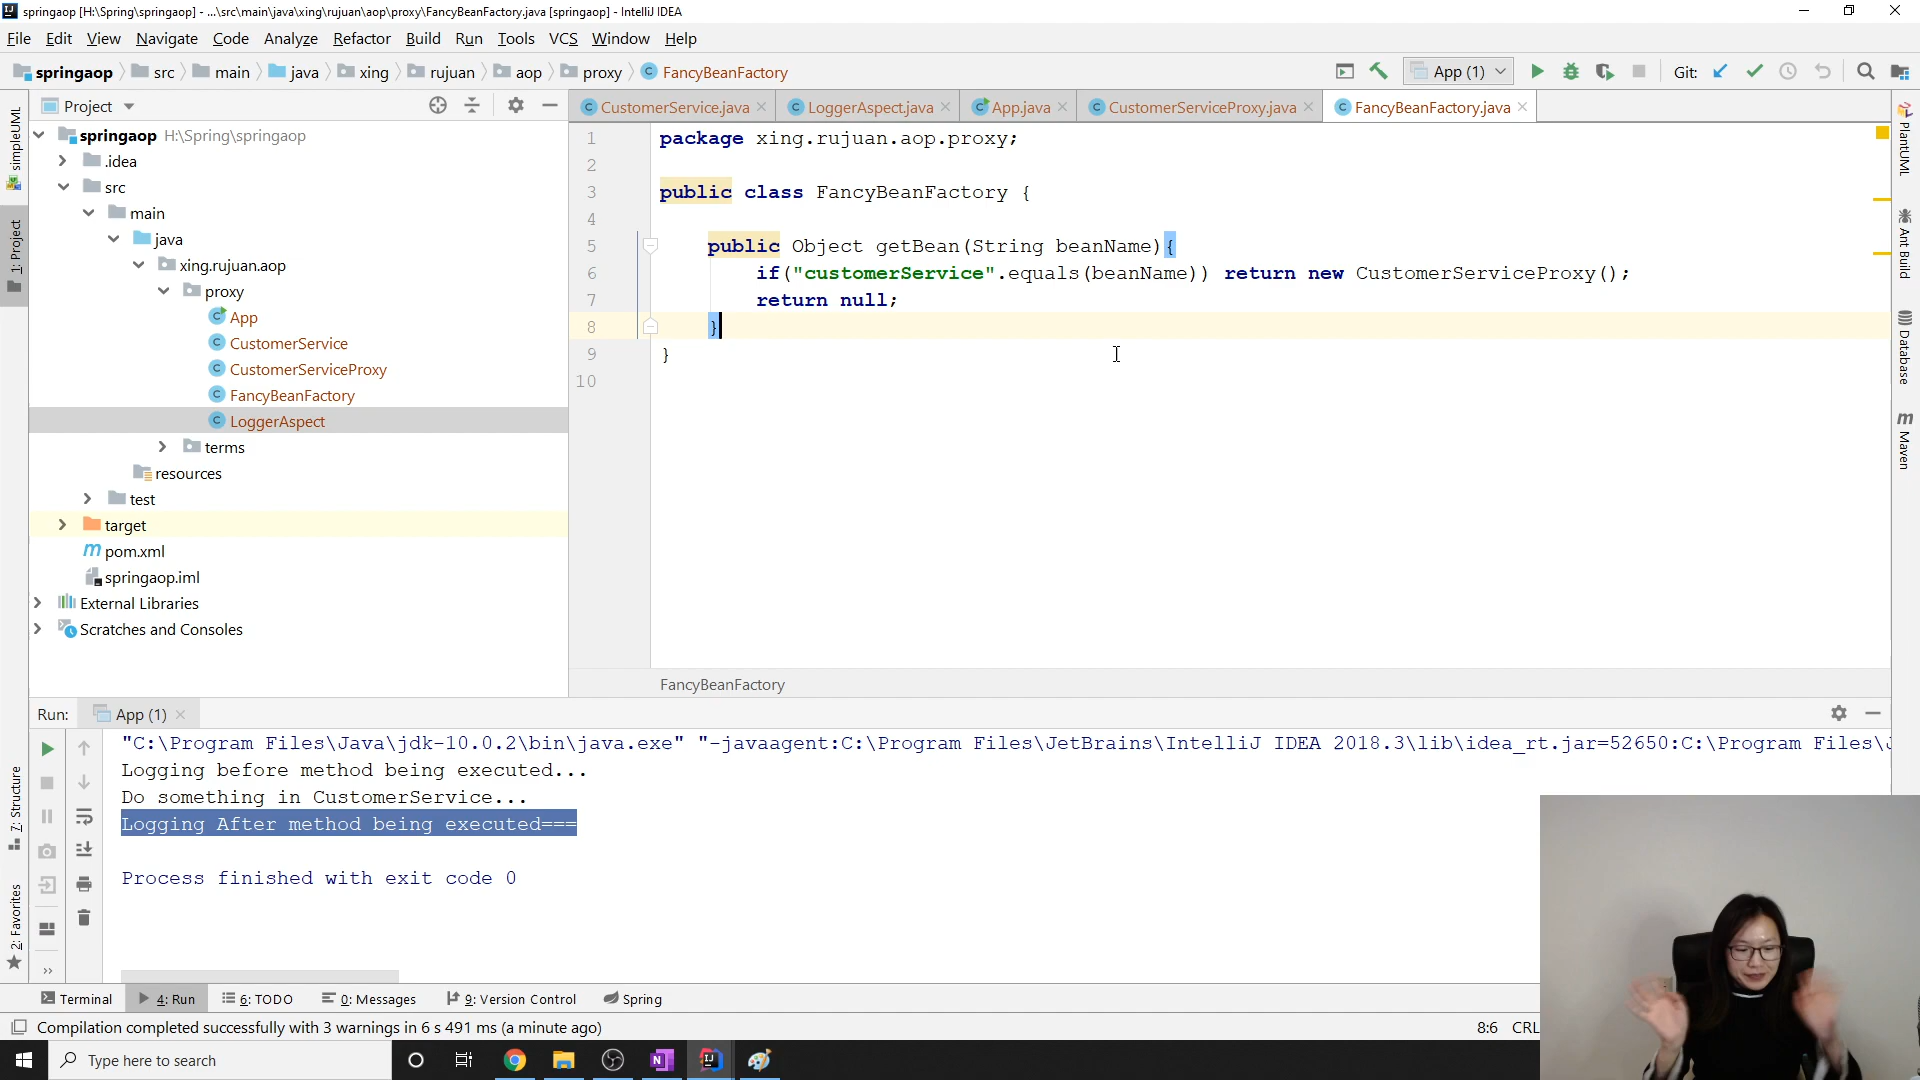 springaop [H:\Spring\springaop] - ...\src\main\java\xing\rujuan\aop\proxy\FancyBeanFactory.java [springaop] - IntelliJ IDEA
File Edit View Navigate Code Analyze Refactor Build Run Tools VCS Window Help
springaop src main java xing rujuan aop proxy FancyBeanFactory App (1) Git:
Project
CustomerService.java LoggerAspect.java App.java CustomerServiceProxy.java FancyBeanFactory.java
springaop H:\Spring\springaop
.idea
src
main
java
xing.rujuan.aop
proxy
App
CustomerService
CustomerServiceProxy
FancyBeanFactory
LoggerAspect
terms
resources
test
target
pom.xml
springaop.iml
External Libraries
Scratches and Consoles
simpleUML
1: Project
7: Structure
2: Favorites
1 package xing.rujuan.aop.proxy;
2
3 public class FancyBeanFactory {
4
5 public Object getBean(String beanName){
6 if("customerService".equals(beanName)) return new CustomerServiceProxy();
7 return null;
8 }
9 }
10
FancyBeanFactory
PlantUML
Ant Build
Database
Maven
Run: App (1)
"C:\Program Files\Java\jdk-10.0.2\bin\java.exe" "-javaagent:C:\Program Files\JetBrains\IntelliJ IDEA 2018.3\lib\idea_rt.jar=52650:C:\Program Files\J
Logging before method being executed...
Do something in CustomerService...
Logging After method being executed===
Process finished with exit code 0
Terminal 4: Run 6: TODO 0: Messages 9: Version Control Spring
Compilation completed successfully with 3 warnings in 6 s 491 ms (a minute ago) 8:6 CRL
Type here to search